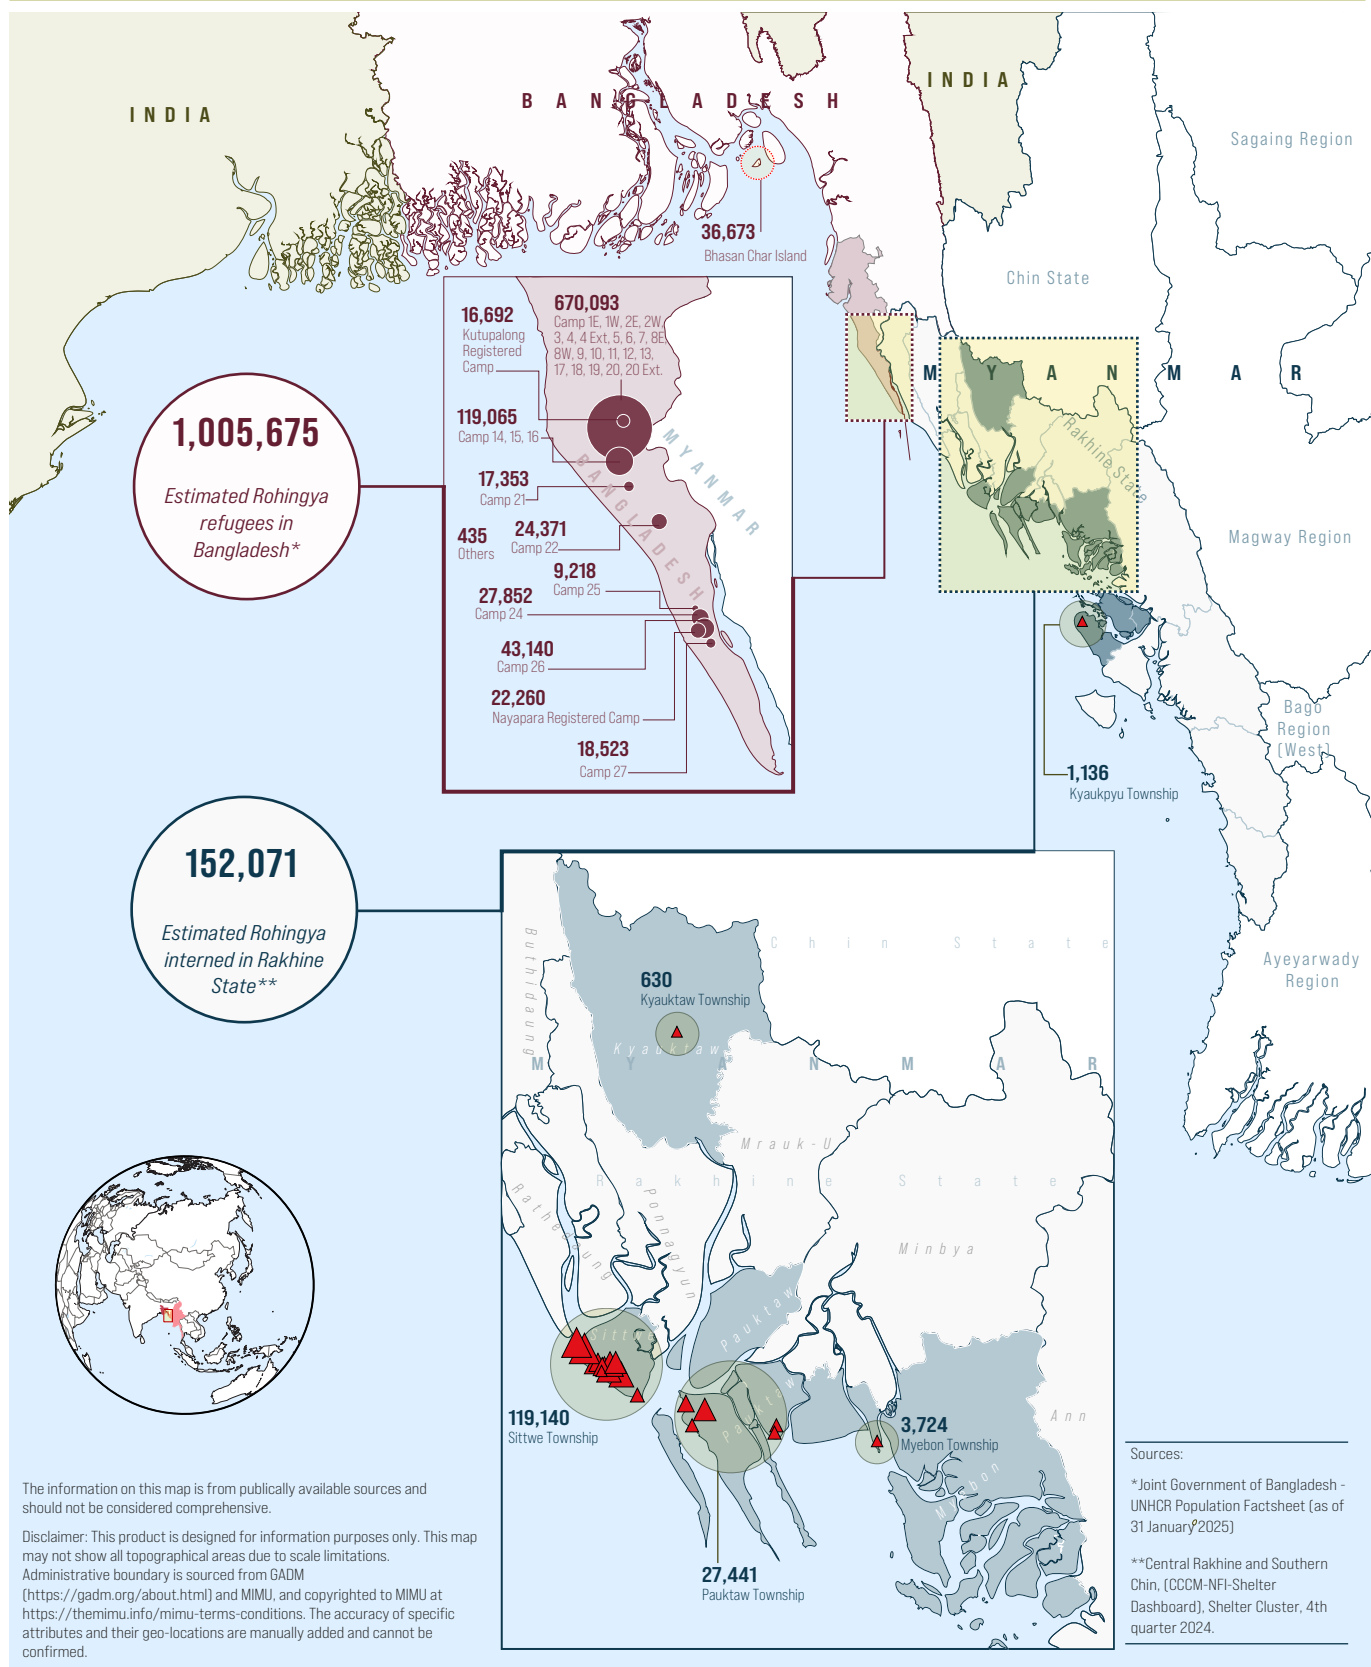 INDIA
BANGLADESH
INDIA
Sagaing Region
36,673
Bhasan Char Island
Chin State
MYANMAR
Rakhine State
Magway Region
Bago
Region
(West)
Ayeyarwady
Region
1,136
Kyaukpyu Township
1,005,675
Estimated Rohingya
refugees in
Bangladesh*
16,692
Kutupalong
Registered
Camp
670,093
Camp 1E, 1W, 2E, 2W,
3, 4, 4 Ext, 5, 6, 7, 8E
8W, 9, 10, 11, 12, 13,
17, 18, 19, 20, 20 Ext.
119,065
Camp 14, 15, 16
17,353
Camp 21
435
Others
24,371
Camp 22
9,218
Camp 25
27,852
Camp 24
43,140
Camp 26
22,260
Nayapara Registered Camp
18,523
Camp 27
BANGLADESH
MYANMAR
152,071
Estimated Rohingya
interned in Rakhine
State**
Buthidaung
Chin State
630
Kyauktaw Township
Kyauktaw
MYANMAR
Mrauk-U
Rakhine State
Rathedaung
Ponnagyun
Minbya
Sittwe
Pauktaw
Pauktaw
Ann
119,140
Sittwe Township
3,724
Myebon Township
Myebon
27,441
Pauktaw Township
The information on this map is from publically available sources and
should not be considered comprehensive.
Disclaimer: This product is designed for information purposes only. This map
may not show all topographical areas due to scale limitations.
Administrative boundary is sourced from GADM
(https://gadm.org/about.html) and MIMU, and copyrighted to MIMU at
https://themimu.info/mimu-terms-conditions. The accuracy of specific
attributes and their geo-locations are manually added and cannot be
confirmed.
Sources:
*Joint Government of Bangladesh -
UNHCR Population Factsheet (as of
31 January 2025)
**Central Rakhine and Southern
Chin, (CCCM-NFI-Shelter
Dashboard), Shelter Cluster, 4th
quarter 2024.